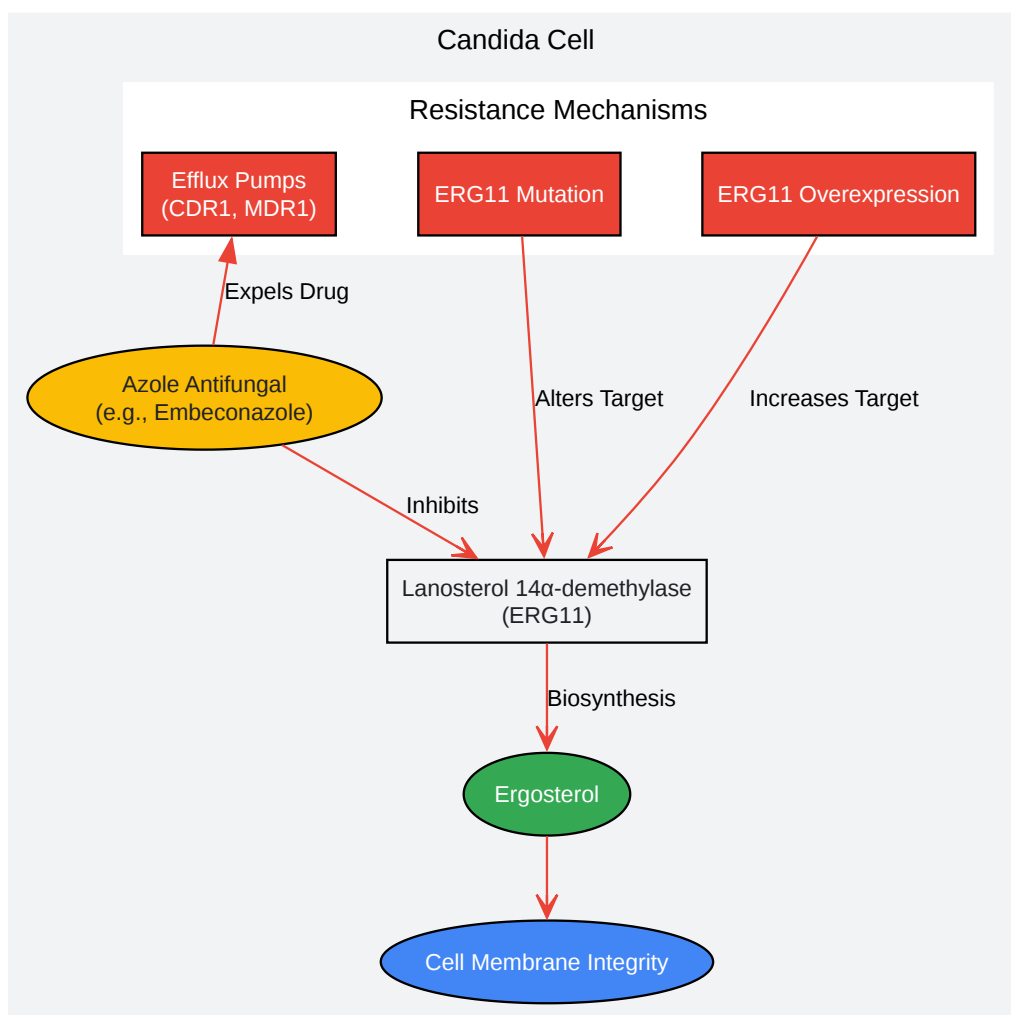 Candida Cell
Resistance Mechanisms
Efflux Pumps
(CDR1, MDR1)
ERG11 Mutation
ERG11 Overexpression
Expels Drug
Azole Antifungal
(e.g., Embeconazole)
Alters Target
Increases Target
Inhibits
Lanosterol 14α-demethylase
(ERG11)
Biosynthesis
Ergosterol
Cell Membrane Integrity